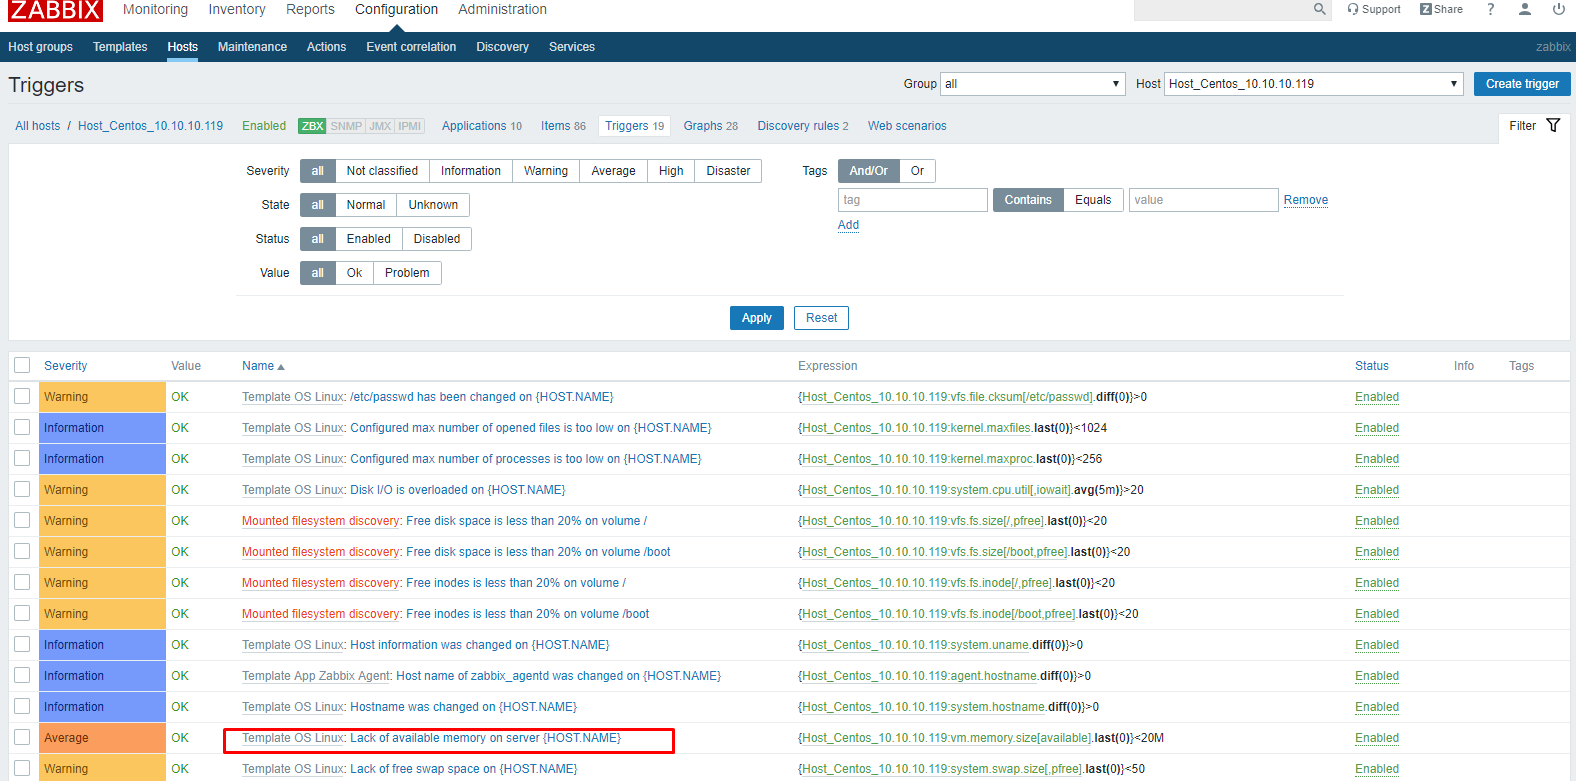 ZABBIX Monitoring Inventory Reports Configuration Administration Support Z Share ?
Host groups Templates Hosts Maintenance Actions Event correlation Discovery Services zabbix
Triggers Group all Host Host_Centos_10.10.10.119 Create trigger
All hosts / Host_Centos_10.10.10.119 Enabled ZBX SNMP JMX IPMI Applications 10 Items 86 Triggers 19 Graphs 28 Discovery rules 2 Web scenarios Filter
Severity all Not classified Information Warning Average High Disaster Tags And/Or Or
State all Normal Unknown tag Contains Equals value Remove
Add
Status all Enabled Disabled
Value all Ok Problem
Apply Reset
Severity Value Name Expression Status Info Tags
Warning OK Template OS Linux: /etc/passwd has been changed on {HOST.NAME} {Host_Centos_10.10.10.119:vfs.file.cksum[/etc/passwd].diff(0)}>0 Enabled
Information OK Template OS Linux: Configured max number of opened files is too low on {HOST.NAME} {Host_Centos_10.10.10.119:kernel.maxfiles.last(0)}<1024 Enabled
Information OK Template OS Linux: Configured max number of processes is too low on {HOST.NAME} {Host_Centos_10.10.10.119:kernel.maxproc.last(0)}<256 Enabled
Warning OK Template OS Linux: Disk I/O is overloaded on {HOST.NAME} {Host_Centos_10.10.10.119:system.cpu.util[,iowait].avg(5m)}>20 Enabled
Warning OK Mounted filesystem discovery: Free disk space is less than 20% on volume / {Host_Centos_10.10.10.119:vfs.fs.size[/,pfree].last(0)}<20 Enabled
Warning OK Mounted filesystem discovery: Free disk space is less than 20% on volume /boot {Host_Centos_10.10.10.119:vfs.fs.size[/boot,pfree].last(0)}<20 Enabled
Warning OK Mounted filesystem discovery: Free inodes is less than 20% on volume / {Host_Centos_10.10.10.119:vfs.fs.inode[/,pfree].last(0)}<20 Enabled
Warning OK Mounted filesystem discovery: Free inodes is less than 20% on volume /boot {Host_Centos_10.10.10.119:vfs.fs.inode[/boot,pfree].last(0)}<20 Enabled
Information OK Template OS Linux: Host information was changed on {HOST.NAME} {Host_Centos_10.10.10.119:system.uname.diff(0)}>0 Enabled
Information OK Template App Zabbix Agent: Host name of zabbix_agentd was changed on {HOST.NAME} {Host_Centos_10.10.10.119:agent.hostname.diff(0)}>0 Enabled
Information OK Template OS Linux: Hostname was changed on {HOST.NAME} {Host_Centos_10.10.10.119:system.hostname.diff(0)}>0 Enabled
Average OK Template OS Linux: Lack of available memory on server {HOST.NAME} {Host_Centos_10.10.10.119:vm.memory.size[available].last(0)}<20M Enabled
Warning OK Template OS Linux: Lack of free swap space on {HOST.NAME} {Host_Centos_10.10.10.119:system.swap.size[,pfree].last(0)}<50 Enabled